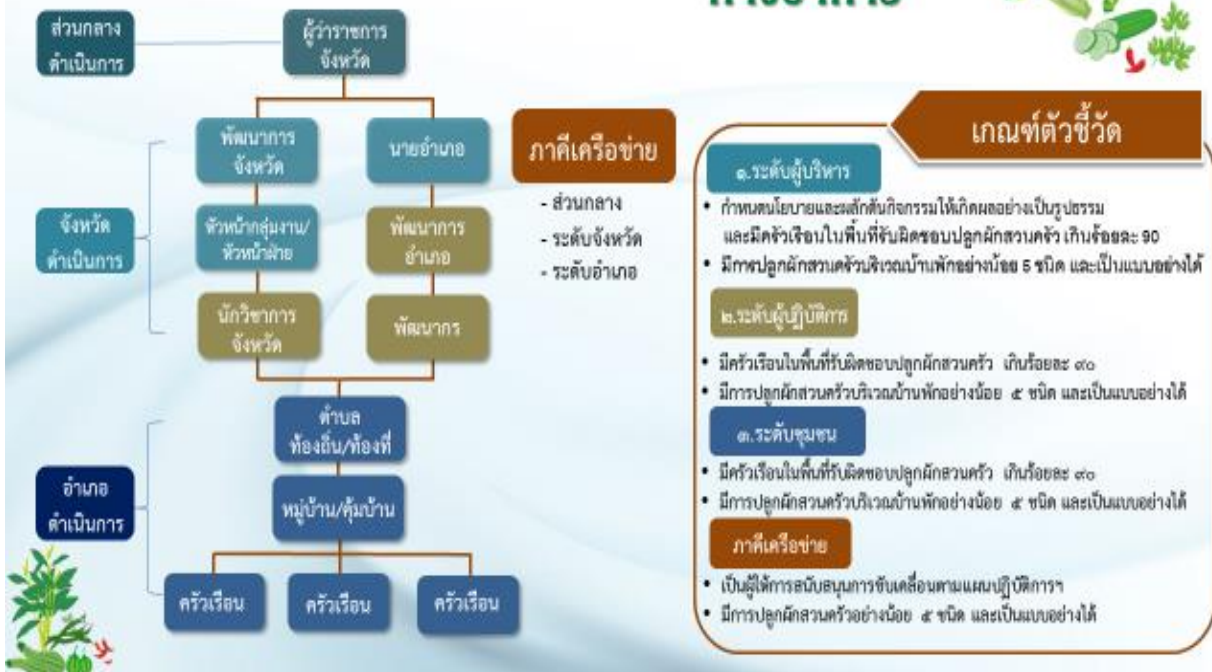 ส่วนกลาง
ดำเนินการ
ผู้ว่าราชการ
จังหวัด
จังหวัด
ดำเนินการ
พัฒนาการ
จังหวัด
นายอำเภอ
หัวหน้ากลุ่มงาน/
หัวหน้าฝ่าย
พัฒนาการ
อำเภอ
นักวิชาการ
จังหวัด
พัฒนากร
อำเภอ
ดำเนินการ
ตำบล
ท้องถิ่น/ท้องที่
หมู่บ้าน/คุ้มบ้าน
ครัวเรือน
ครัวเรือน
ครัวเรือน
ภาคีเครือข่าย
- ส่วนกลาง
- ระดับจังหวัด
- ระดับอำเภอ
เกณฑ์ตัวชี้วัด
๑.ระดับผู้บริหาร
• กำหนดนโยบายและผลักดันกิจกรรมให้เกิดผลอย่างเป็นรูปธรรม
และมีครัวเรือนในพื้นที่รับผิดชอบปลูกผักสวนครัว เกินร้อยละ 90
• มีการปลูกผักสวนครัวบริเวณบ้านพักอย่างน้อย 5 ชนิด และเป็นแบบอย่างได้
๒.ระดับผู้ปฏิบัติการ
• มีครัวเรือนในพื้นที่รับผิดชอบปลูกผักสวนครัว เกินร้อยละ ๙๐
• มีการปลูกผักสวนครัวบริเวณบ้านพักอย่างน้อย ๕ ชนิด และเป็นแบบอย่างได้
๓.ระดับชุมชน
• มีครัวเรือนในพื้นที่รับผิดชอบปลูกผักสวนครัว เกินร้อยละ ๙๐
• มีการปลูกผักสวนครัวบริเวณบ้านพักอย่างน้อย ๕ ชนิด และเป็นแบบอย่างได้
ภาคีเครือข่าย
• เป็นผู้ให้การสนับสนุนการขับเคลื่อนตามแผนปฏิบัติการฯ
• มีการปลูกผักสวนครัวอย่างน้อย ๕ ชนิด และเป็นแบบอย่างได้